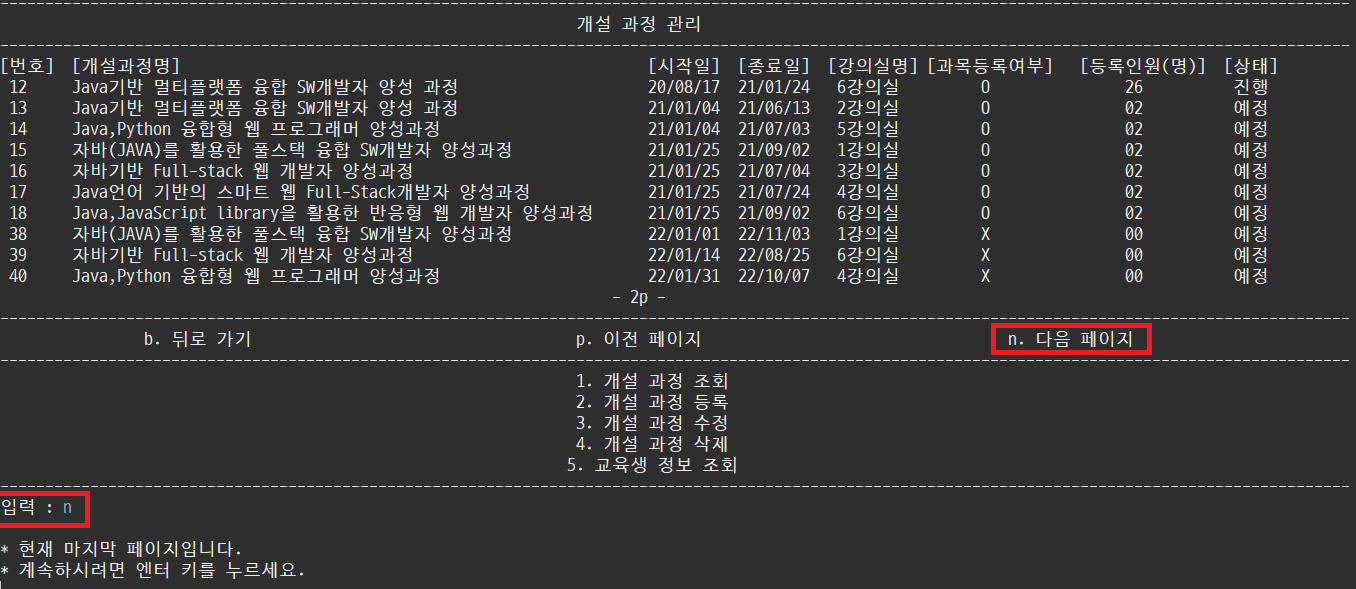 개설 과정 관리
[번호] [개설과정명] [시작일] [종료일] [강의실명] [과목등록여부] [등록인원(명)] [상태]
12 Java기반 멀티플랫폼 융합 SW개발자 양성 과정 20/08/17 21/01/24 6강의실 O 26 진행
13 Java기반 멀티플랫폼 융합 SW개발자 양성 과정 21/01/04 21/06/13 2강의실 O 02 예정
14 Java,Python 융합형 웹 프로그래머 양성과정 21/01/04 21/07/03 5강의실 O 02 예정
15 자바(JAVA)를 활용한 풀스택 융합 SW개발자 양성과정 21/01/25 21/09/02 1강의실 O 02 예정
16 자바기반 Full-stack 웹 개발자 양성과정 21/01/25 21/07/04 3강의실 O 02 예정
17 Java언어 기반의 스마트 웹 Full-Stack개발자 양성과정 21/01/25 21/07/24 4강의실 O 02 예정
18 Java,JavaScript library을 활용한 반응형 웹 개발자 양성과정 21/01/25 21/09/02 6강의실 O 02 예정
38 자바(JAVA)를 활용한 풀스택 융합 SW개발자 양성과정 22/01/01 22/11/03 1강의실 X 00 예정
39 자바기반 Full-stack 웹 개발자 양성과정 22/01/14 22/08/25 6강의실 X 00 예정
40 Java,Python 융합형 웹 프로그래머 양성과정 22/01/31 22/10/07 4강의실 X 00 예정
- 2p -
b. 뒤로 가기 p. 이전 페이지 n. 다음 페이지
1. 개설 과정 조회
2. 개설 과정 등록
3. 개설 과정 수정
4. 개설 과정 삭제
5. 교육생 정보 조회
입력 : n
* 현재 마지막 페이지입니다.
* 계속하시려면 엔터 키를 누르세요.